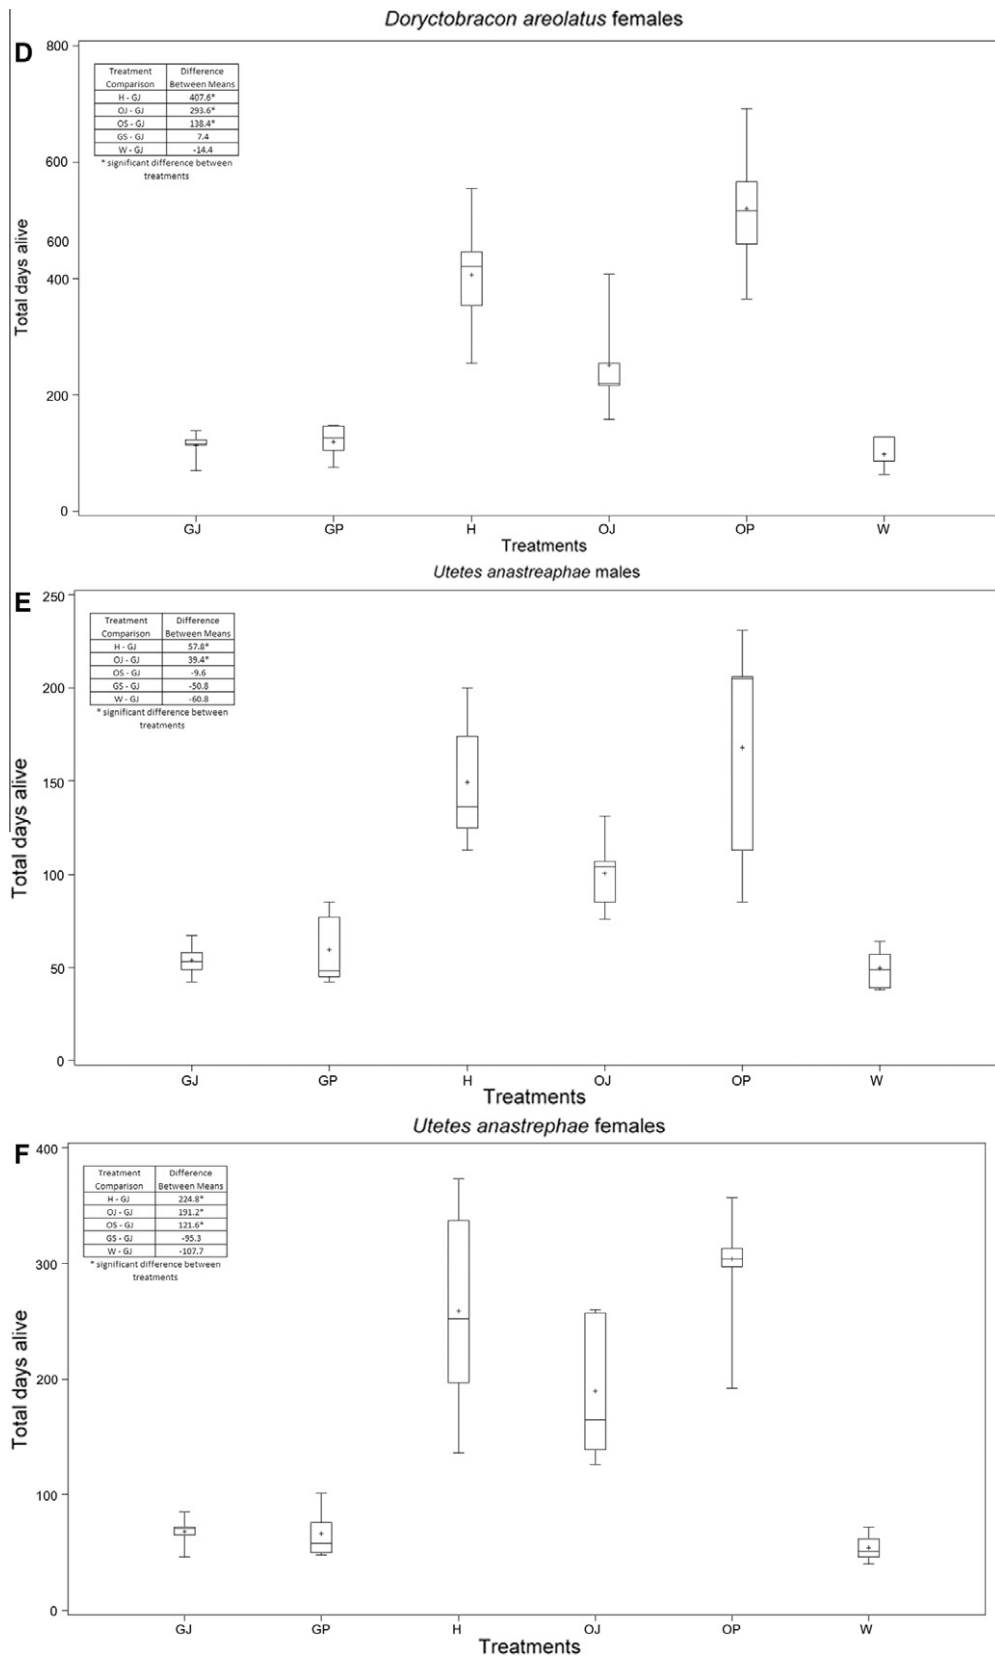 Doryctobracon areolatus females
D
800
600
600
400
200
0
Total days alive
Treatment Comparison Difference Between Means
H - GJ 407.6*
OJ - GJ 293.6*
OS - GJ 138.4*
GS - GJ 7.4
W - GJ -14.4
* significant difference between
treatments
GJ GP H OJ OP W
Treatments
Utetes anastreaphae males
E
250
200
150
100
50
0
Total days alive
Treatment Comparison Difference Between Means
H - GJ 57.8*
OJ - GJ 39.4*
OS - GJ -9.6
GS - GJ -50.8
W - GJ -60.8
* significant difference between
treatments
GJ GP H OJ OP W
Treatments
Utetes anastrephae females
F
400
300
200
100
0
Total days alive
Treatment Comparison Difference Between Means
H - GJ 224.8*
OJ - GJ 191.2*
OS - GJ 121.6*
GS - GJ -95.3
W - GJ -107.7
* significant difference between
treatments
GJ GP H OJ OP W
Treatments